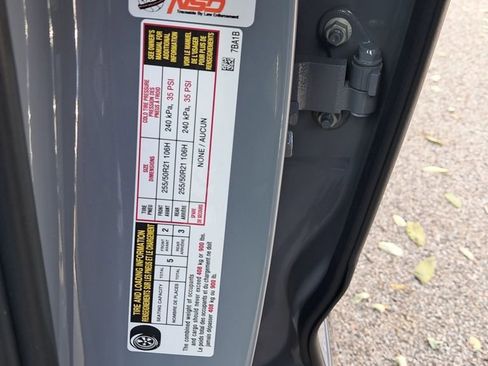 NSD
Traceable By Law Enforcement
TIRE AND LOADING INFORMATION
RENSEIGNEMENTS SUR LES PNEUS ET LE CHARGEMENT
SEATING CAPACITY
NOMBRE DE PLACES
TOTAL 5
TOTAL
FRONT
AVANT 2
REAR
ARRIÈRE 3
The combined weight of occupants
and cargo should never exceed 408 kg or 900 lbs.
Le poids total des occupants et du chargement ne doit
jamais dépasser 408 kg ou 900 lb.
TIRE
PNEU
SIZE
DIMENSIONS
COLD TIRE PRESSURE
PRESSION DES
PNEUS À FROID
FRONT
AVANT
255/50R21 106H
240 kPa, 35 PSI
REAR
ARRIÈRE
255/50R21 106H
240 kPa, 35 PSI
SPARE
DE SECOURS
NONE / AUCUN
SEE OWNER'S
MANUAL FOR
ADDITIONAL
INFORMATION
VOIR LE MANUEL
DE L'USAGER
POUR PLUS DE
RENSEIGNEMENTS
7BA1B